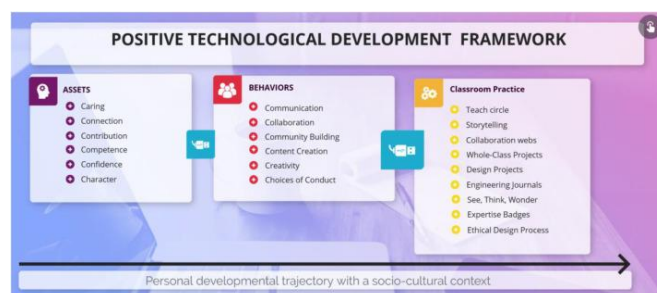 POSITIVE TECHNOLOGICAL DEVELOPMENT FRAMEWORK
ASSETS
Caring
Connection
Contribution
Competence
Confidence
Character
BEHAVIORS
Communication
Collaboration
Community Building
Content Creation
Creativity
Choices of Conduct
Classroom Practice
Teach circle
Storytelling
Collaboration webs
Whole-Class Projects
Design Projects
Engineering Journals
See, Think, Wonder
Expertise Badges
Ethical Design Process
Personal developmental trajectory with a socio-cultural context